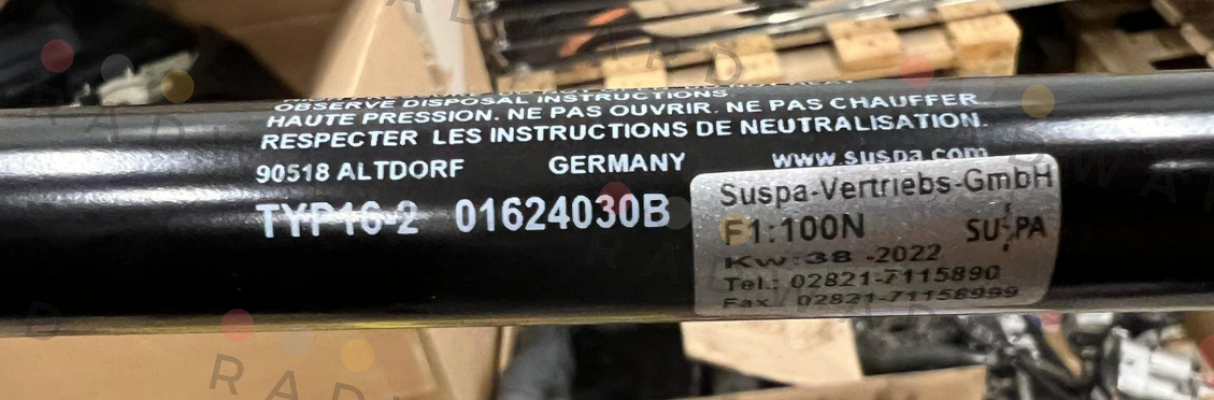 OBSERVE DISPOSAL INSTRUCTIONS
HAUTE PRESSION. NE PAS OUVRIR. NE PAS CHAUFFER.
RESPECTER LES INSTRUCTIONS DE NEUTRALISATION.
90518 ALTDORF GERMANY www.suspa.com
TYP16-2 01624030B
Suspa-Vertriebs-GmbH
F1:100N SUSPA
KW:38 -2022
Tel.: 02821-7115890
Fax 02821-71158999